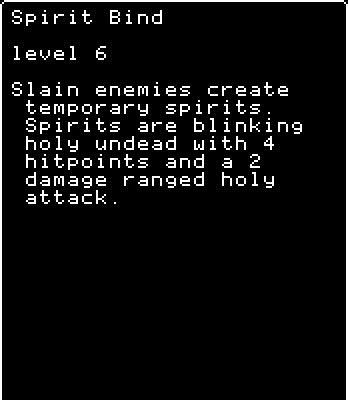 Spirit Bind
level 6
Slain enemies create
temporary spirits.
Spirits are blinking
holy undead with 4
hitpoints and a 2
damage ranged holy
attack.